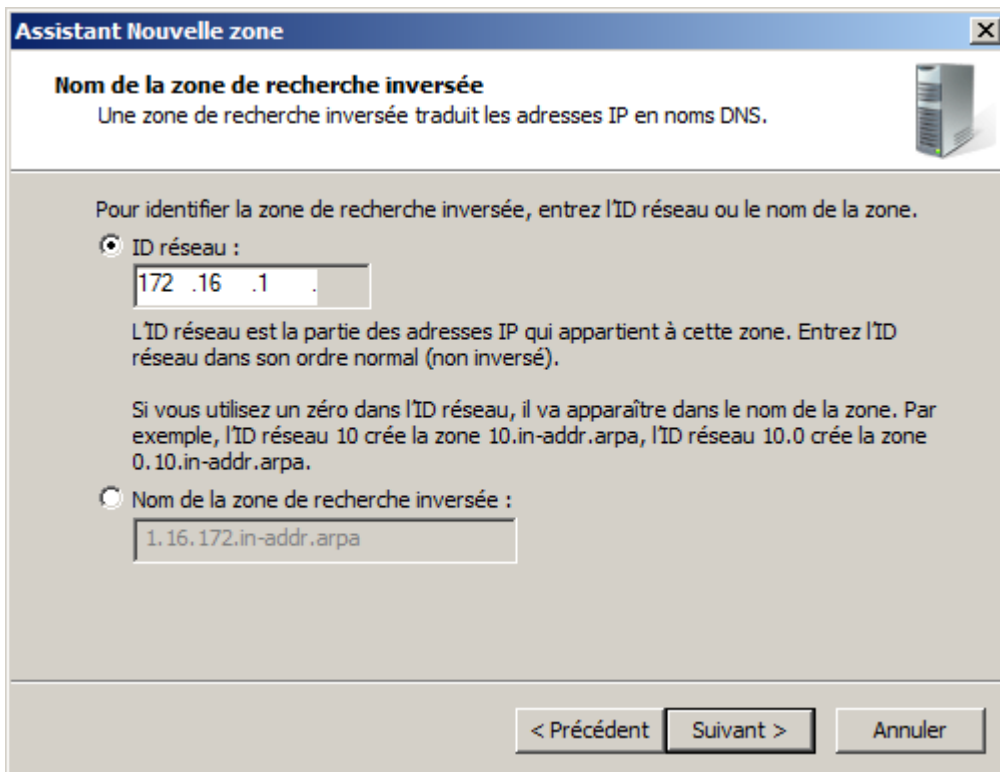 Assistant Nouvelle zone
Nom de la zone de recherche inversée
Une zone de recherche inversée traduit les adresses IP en noms DNS.
Pour identifier la zone de recherche inversée, entrez l'ID réseau ou le nom de la zone.
ID réseau :
172 .16 .1 .
L'ID réseau est la partie des adresses IP qui appartient à cette zone. Entrez l'ID
réseau dans son ordre normal (non inversé).
Si vous utilisez un zéro dans l'ID réseau, il va apparaître dans le nom de la zone. Par
exemple, l'ID réseau 10 crée la zone 10.in-addr.arpa, l'ID réseau 10.0 crée la zone
0.10.in-addr.arpa.
Nom de la zone de recherche inversée :
1.16.172.in-addr.arpa
< Précédent Suivant > Annuler